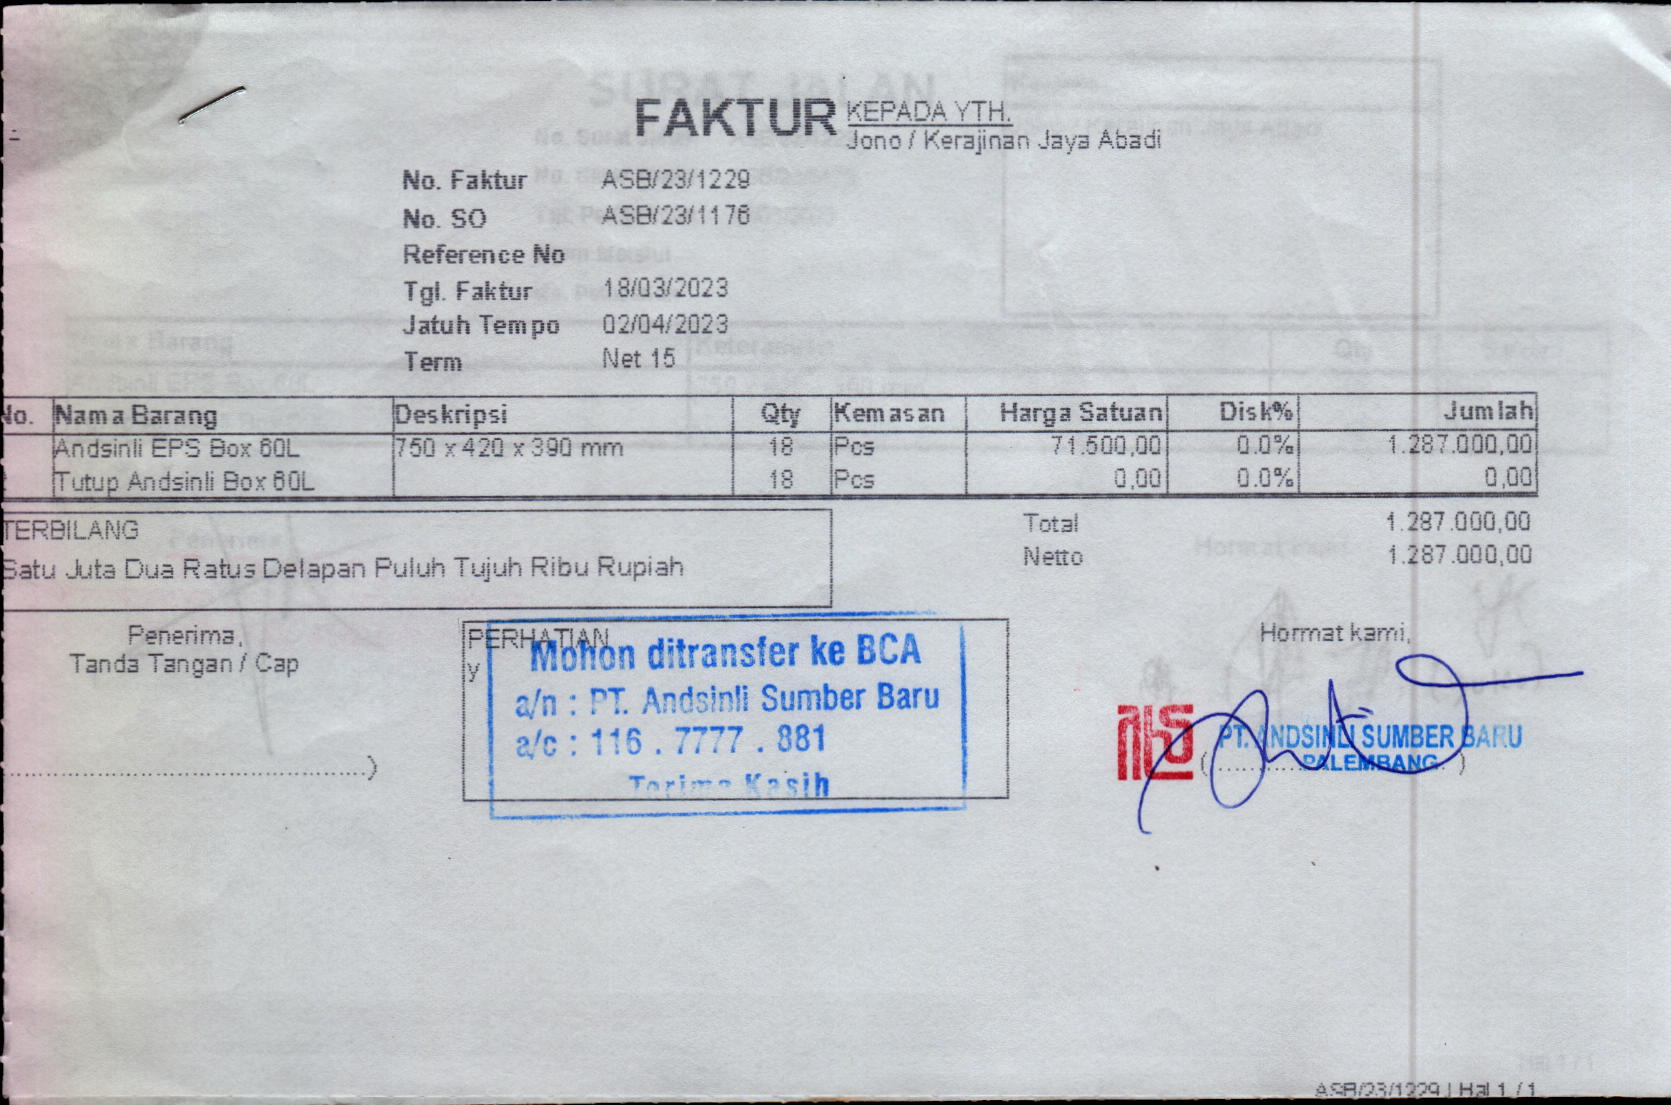 FAKTUR
KEPADA YTH.
Jono / Kerajinan Jaya Abadi
No. Faktur ASB/23/1229
No. SO ASB/23/1176
Reference No
Tgl. Faktur 18/03/2023
Jatuh Tempo 02/04/2023
Term Net 15
No. Nama Barang Deskripsi Qty Kemasan Harga Satuan Disk% Jumlah
Andsinli EPS Box 60L 750 x 420 x 390 mm 18 Pcs 71.500,00 0.0% 1.287.000,00
Tutup Andsinli Box 60L 18 Pcs 0,00 0.0% 0,00
TERBILANG
Satu Juta Dua Ratus Delapan Puluh Tujuh Ribu Rupiah
Total 1.287.000,00
Netto 1.287.000,00
Penerima,
Tanda Tangan / Cap
PERHATIAN
y
Mohon ditransfer ke BCA
a/n : PT. Andsinli Sumber Baru
a/c : 116 . 7777 . 881
Terima Kasih
Hormat kami,
PT. ANDSINLI SUMBER BARU
PALEMBANG
ASB/23/1229 | Hal 1 / 1